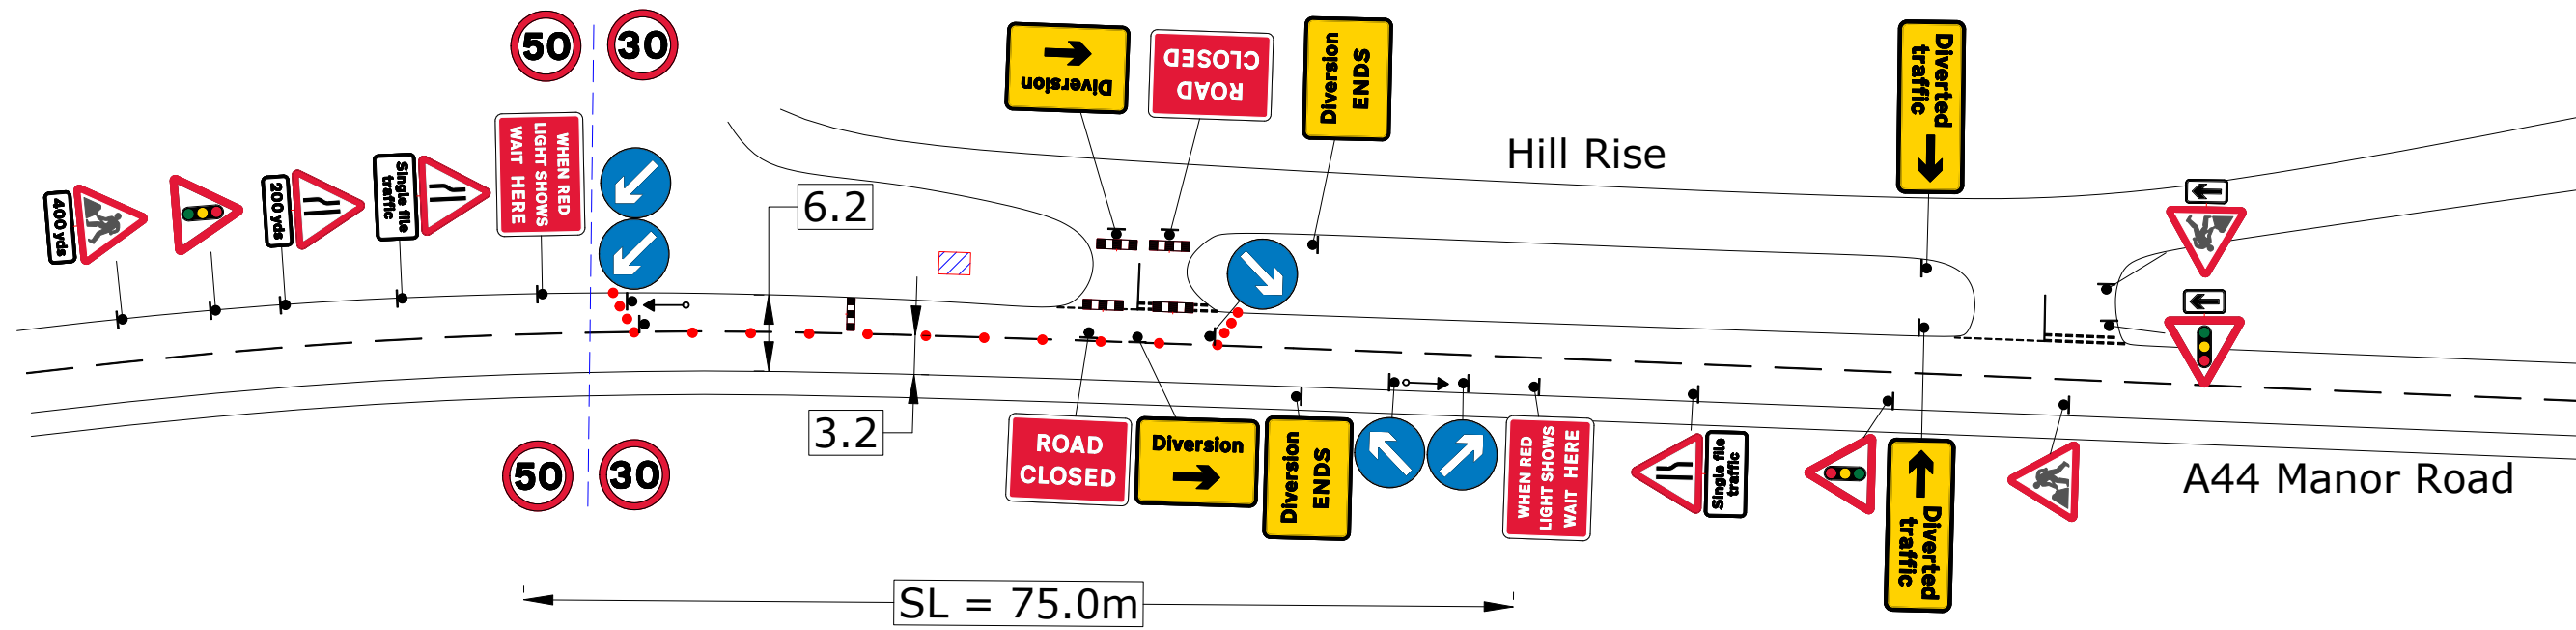 50
30
Diversion
ROAD
CLOSED
Diversion
ENDS
Diverted
traffic
Hill Rise
400 yds
200 yds
Single file
traffic
WHEN RED
LIGHT SHOWS
WAIT HERE
6.2
3.2
50
30
ROAD
CLOSED
Diversion
Diversion
ENDS
WHEN RED
LIGHT SHOWS
WAIT HERE
Single file
traffic
Diverted
traffic
A44 Manor Road
SL = 75.0m